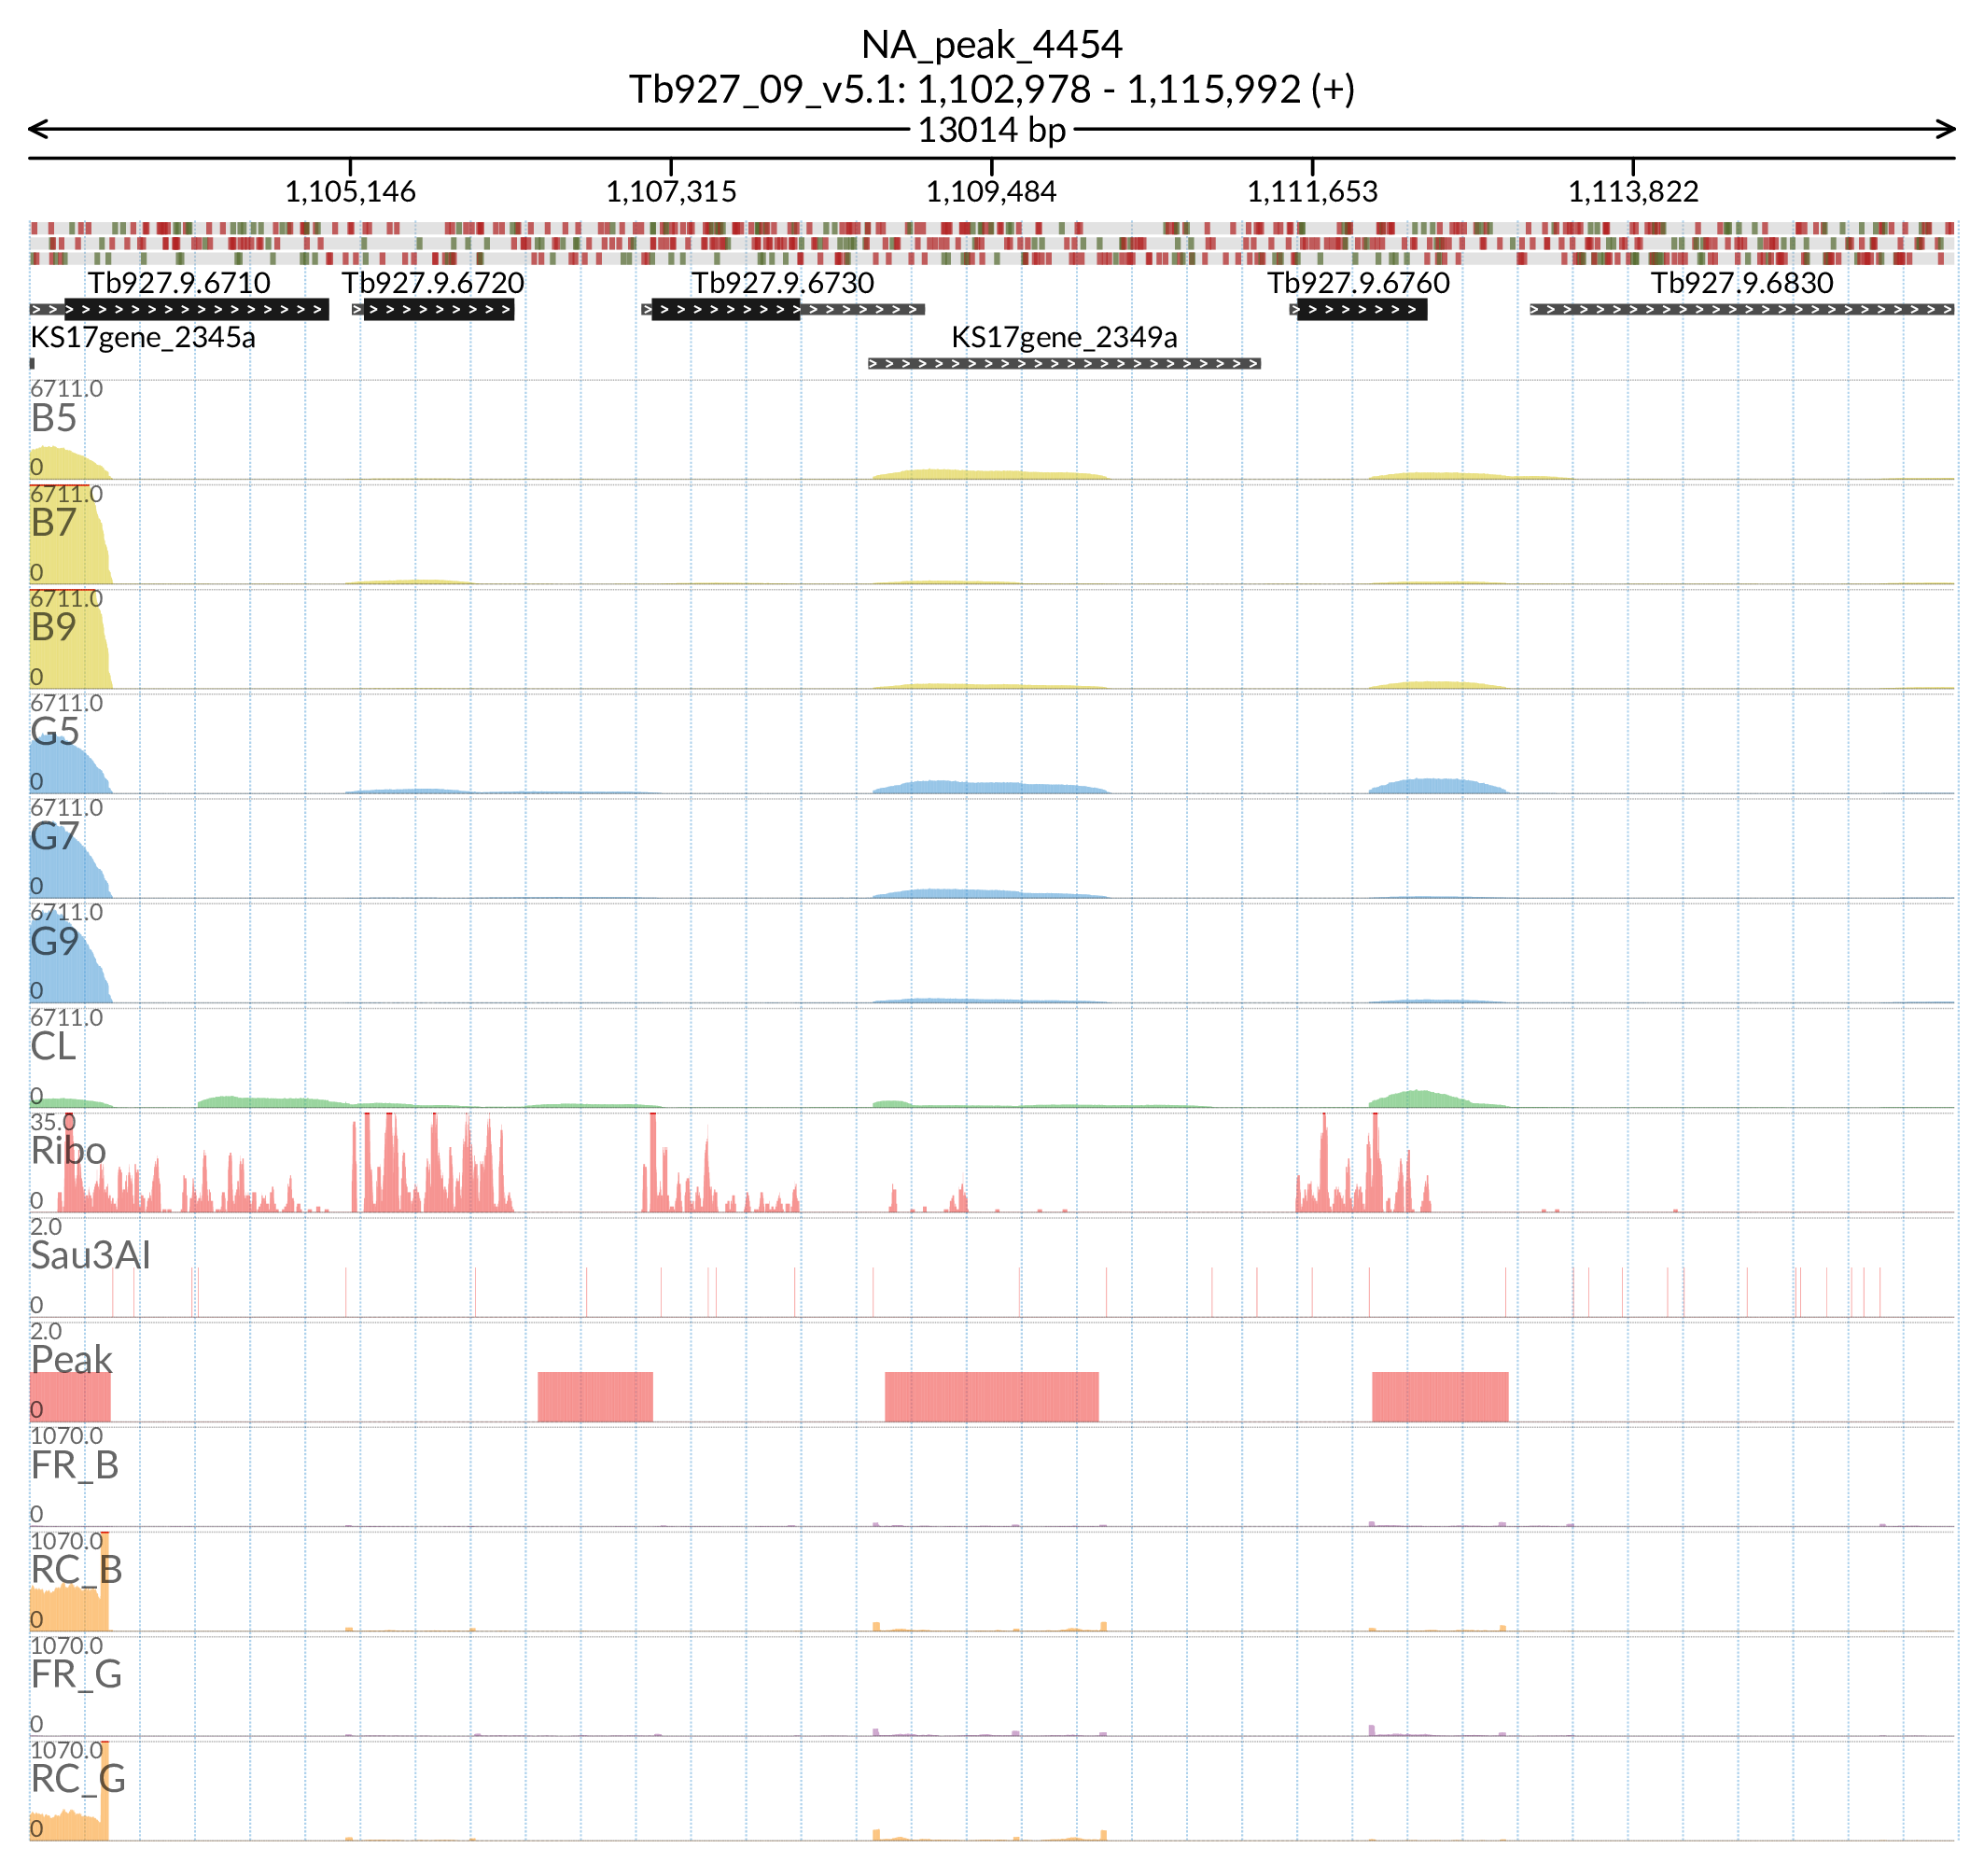 NA_peak_4454
Tb927_09_v5.1: 1,102,978 - 1,115,992 (+)
13014 bp
1,105,146 1,107,315 1,109,484 1,111,653 1,113,822
Tb927.9.6710 Tb927.9.6720 Tb927.9.6730 Tb927.9.6760 Tb927.9.6830
KS17gene_2345a KS17gene_2349a
6711.0
B5
0
6711.0
B7
0
6711.0
B9
0
6711.0
G5
0
6711.0
G7
0
6711.0
G9
0
6711.0
CL
0
35.0
Ribo
0
2.0
Sau3AI
0
2.0
Peak
0
1070.0
FR_B
0
1070.0
RC_B
0
1070.0
FR_G
0
1070.0
RC_G
0